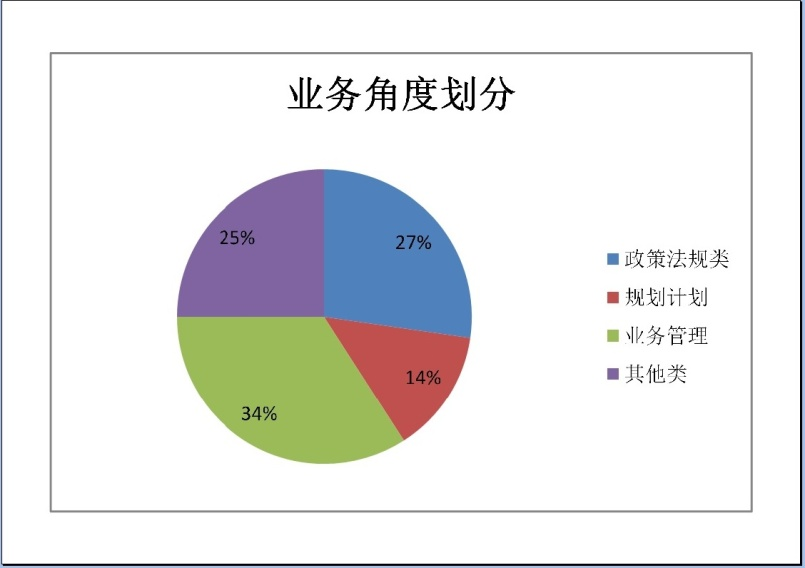 业务角度划分
25%
27%
14%
34%
政策法规类
规划计划
业务管理
其他类